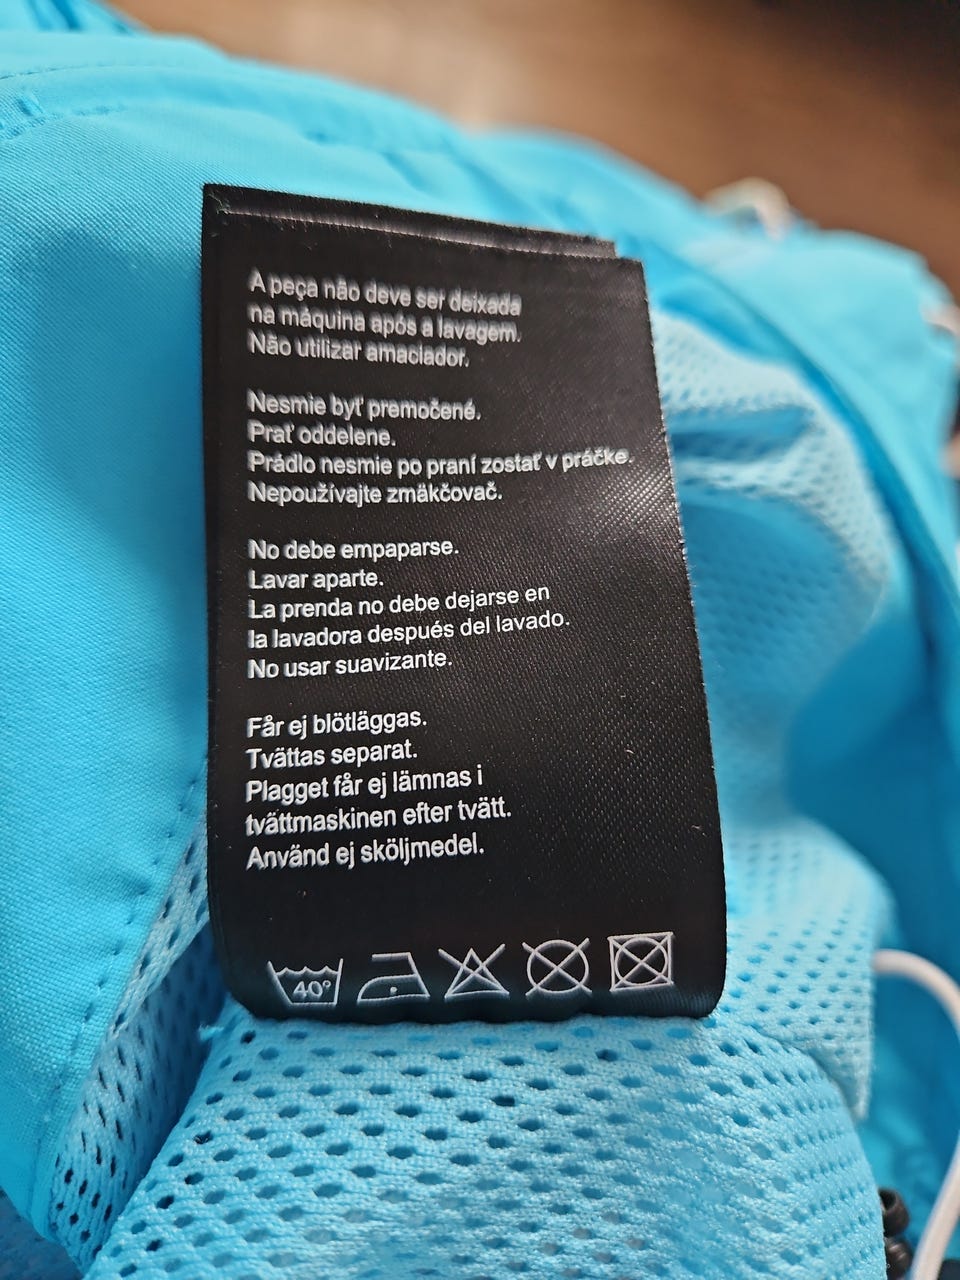 A peça não deve ser deixada
na máquina após a lavagem.
Não utilizar amaciador.
Nesmie byť premočené.
Prať oddelene.
Prádlo nesmie po praní zostať v práčke.
Nepoužívajte zmäkčovač.
No debe empaparse.
Lavar aparte.
La prenda no debe dejarse en
la lavadora después del lavado.
No usar suavizante.
Får ej blötläggas.
Tvättas separat.
Plagget får ej lämnas i
tvättmaskinen efter tvätt.
Använd ej sköljmedel.
40°